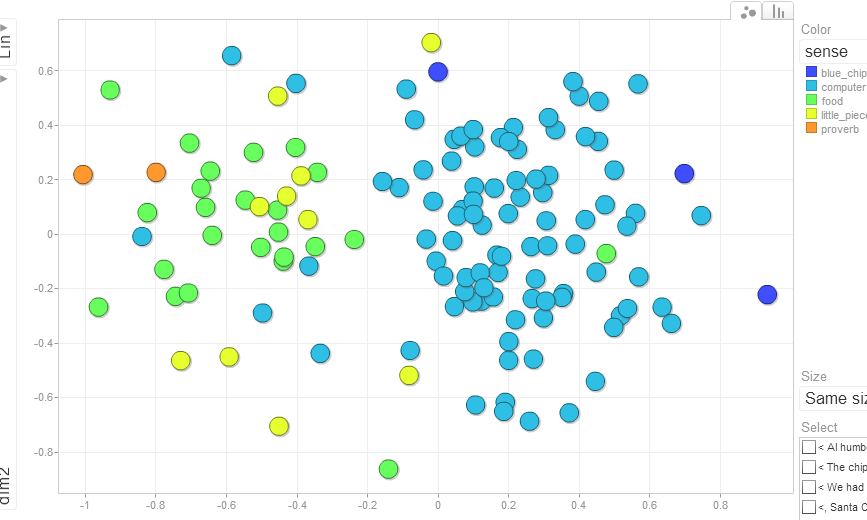 Color
Lin
sense
blue_chip
computer
food
little_piece
proverb
0.6
0.4
0.2
0
-0.2
-0.4
-0.6
-0.8
Size
Same siz
Select
< Al humb
< The chip
< We had
<, Santa C
dim2
-1
-0.8
-0.6
-0.4
-0.2
0
0.2
0.4
0.6
0.8